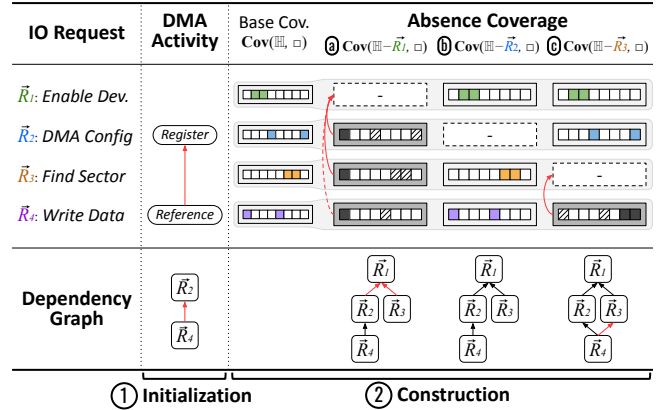 IO Request
DMA Activity
Base Cov. Cov(ℍ, □)
Absence Coverage
ⓐ Cov(ℍ−R⃗1, □) ⓑ Cov(ℍ−R⃗2, □) ⓒ Cov(ℍ−R⃗3, □)
R⃗1: Enable Dev.
-
R⃗2: DMA Config
Register
-
R⃗3: Find Sector
-
R⃗4: Write Data
Reference
Dependency Graph
R⃗2
R⃗4
R⃗1
R⃗2 R⃗3
R⃗4
R⃗1
R⃗2 R⃗3
R⃗4
R⃗1
R⃗2 R⃗3
R⃗4
① Initialization
② Construction